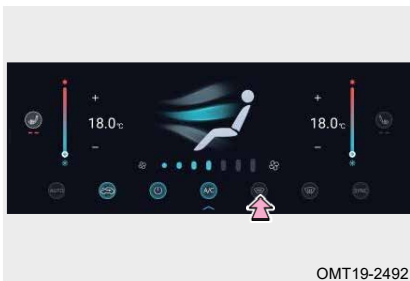 + +
18.0°c 18.0°c
− −
AUTO A/C SYNC
OMT19-2492